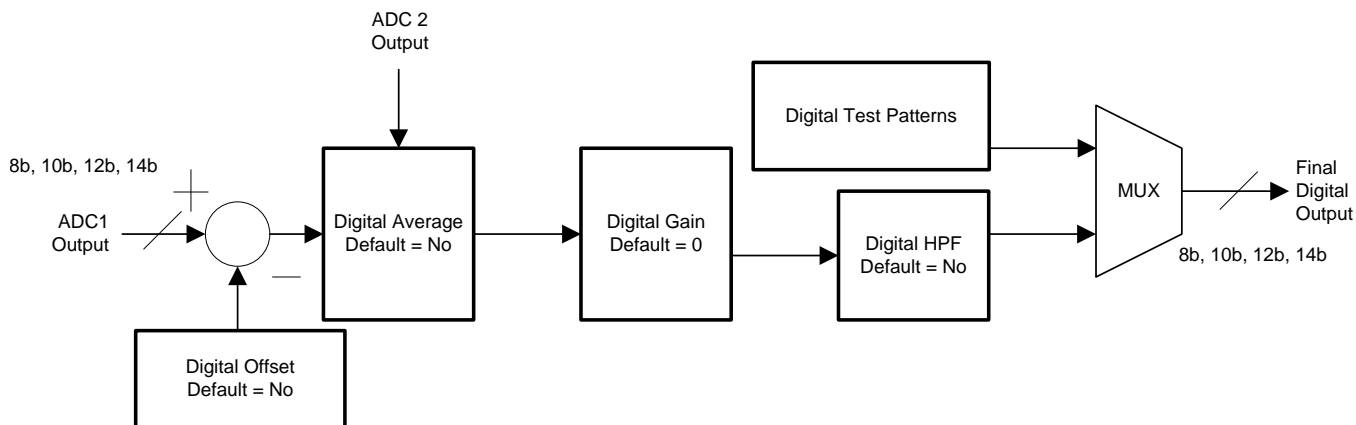 ADC 2
Output
8b, 10b, 12b, 14b
ADC1
Output
+
−
Digital Offset
Default = No
Digital Average
Default = No
Digital Gain
Default = 0
Digital Test Patterns
Digital HPF
Default = No
MUX
Final
Digital
Output
8b, 10b, 12b, 14b